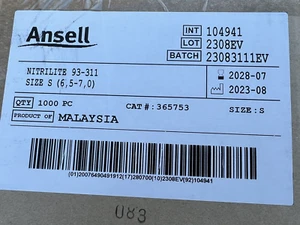 Ansell
INT 104941
LOT 2308EV
BATCH 23083111EV
NITRILITE 93-311
SIZE S (6,5-7,0)
2028-07
2023-08
QTY 1000 PC
CAT#: 365753
SIZE: S
PRODUCT OF MALAYSIA
(01)20076490491912(17)280700(10)2308EV(92)104941
083